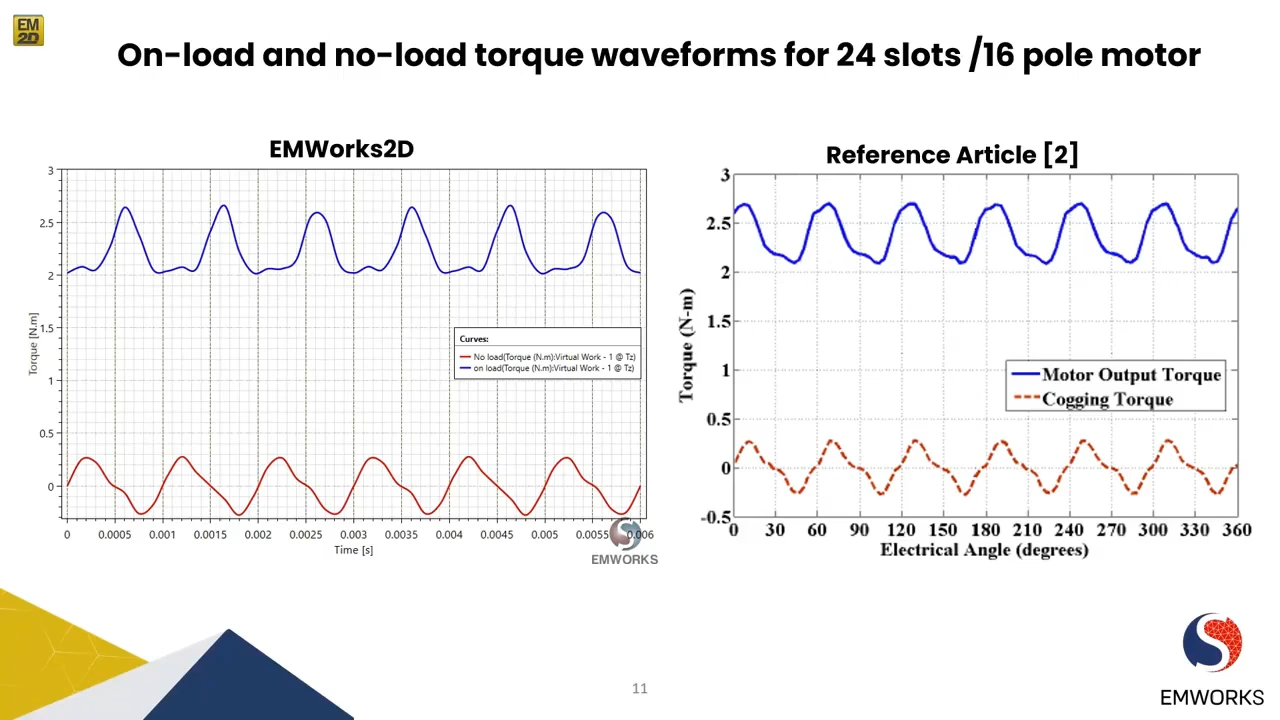 EM
2D
On-load and no-load torque waveforms for 24 slots /16 pole motor
EMWorks2D
3
2.5
2
1.5
1
0.5
0
Torque [N.m]
Curves:
No load(Torque (N.m):Virtual Work - 1 @ Tz)
on load(Torque (N.m):Virtual Work - 1 @ Tz)
0 0.0005 0.001 0.0015 0.002 0.0025 0.003 0.0035 0.004 0.0045 0.005 0.0055 0.006
Time [s]
EMWORKS
Reference Article [2]
3
2.5
2
1.5
1
0.5
0
-0.5
Torque (N-m)
Motor Output Torque
Cogging Torque
0 30 60 90 120 150 180 210 240 270 300 330 360
Electrical Angle (degrees)
11
EMWORKS